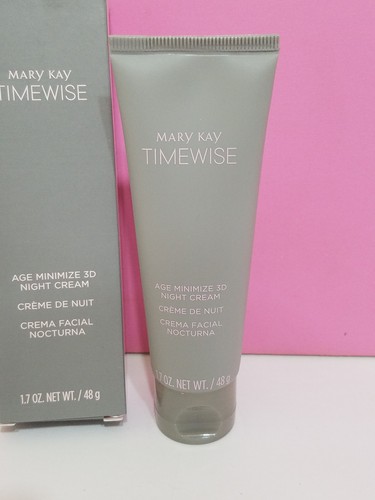 MARY KAY
TIMEWISE
AGE MINIMIZE 3D
NIGHT CREAM
CRÈME DE NUIT
CREMA FACIAL
NOCTURNA
1.7 OZ. NET WT. / 48 g
MARY KAY
TIMEWISE
AGE MINIMIZE 3D
NIGHT CREAM
CRÈME DE NUIT
CREMA FACIAL
NOCTURNA
1.7 OZ. NET WT. / 48 g